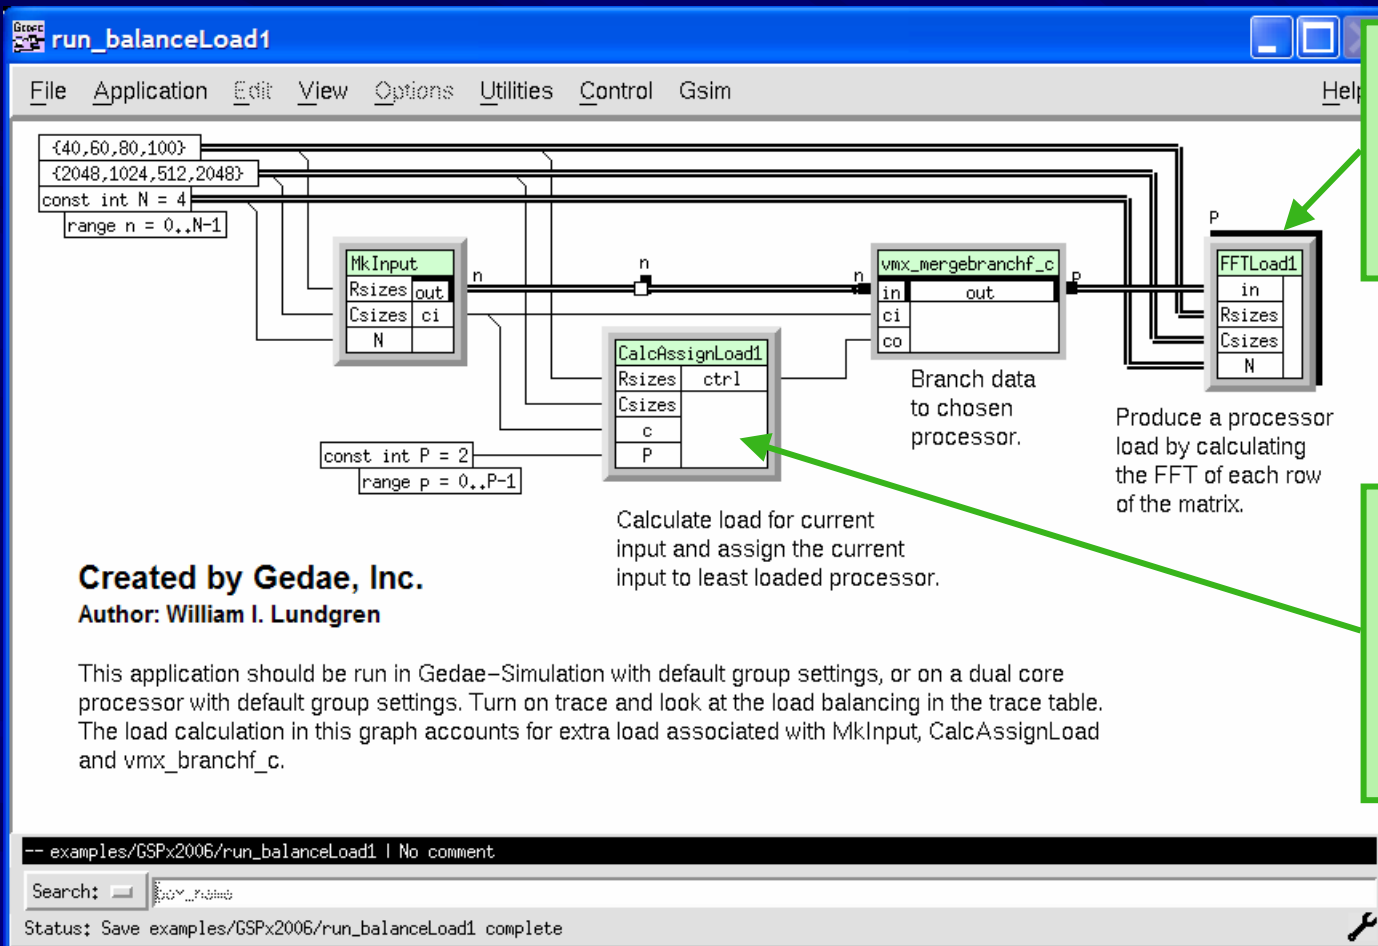 GEDAE run_balanceLoad1
File Application Edit View Options Utilities Control Gsim Help
{40,60,80,100}
{2048,1024,512,2048}
const int N = 4
range n = 0..N-1
MkInput
Rsizes out
Csizes ci
N
n
n
n
vmx_mergebranchf_c
in out
ci
co
p
P
FFTLoad1
in
Rsizes
Csizes
N
CalcAssignLoad1
Rsizes ctrl
Csizes
c
P
const int P = 2
range p = 0..P-1
Branch data
to chosen
processor.
Produce a processor
load by calculating
the FFT of each row
of the matrix.
Calculate load for current
input and assign the current
input to least loaded processor.
Created by Gedae, Inc.
Author: William I. Lundgren
This application should be run in Gedae-Simulation with default group settings, or on a dual core
processor with default group settings. Turn on trace and look at the load balancing in the trace table.
The load calculation in this graph accounts for extra load associated with MkInput, CalcAssignLoad
and vmx_branchf_c.
-- examples/GSPx2006/run_balanceLoad1 | No comment
Search: box_name
Status: Save examples/GSPx2006/run_balanceLoad1 complete